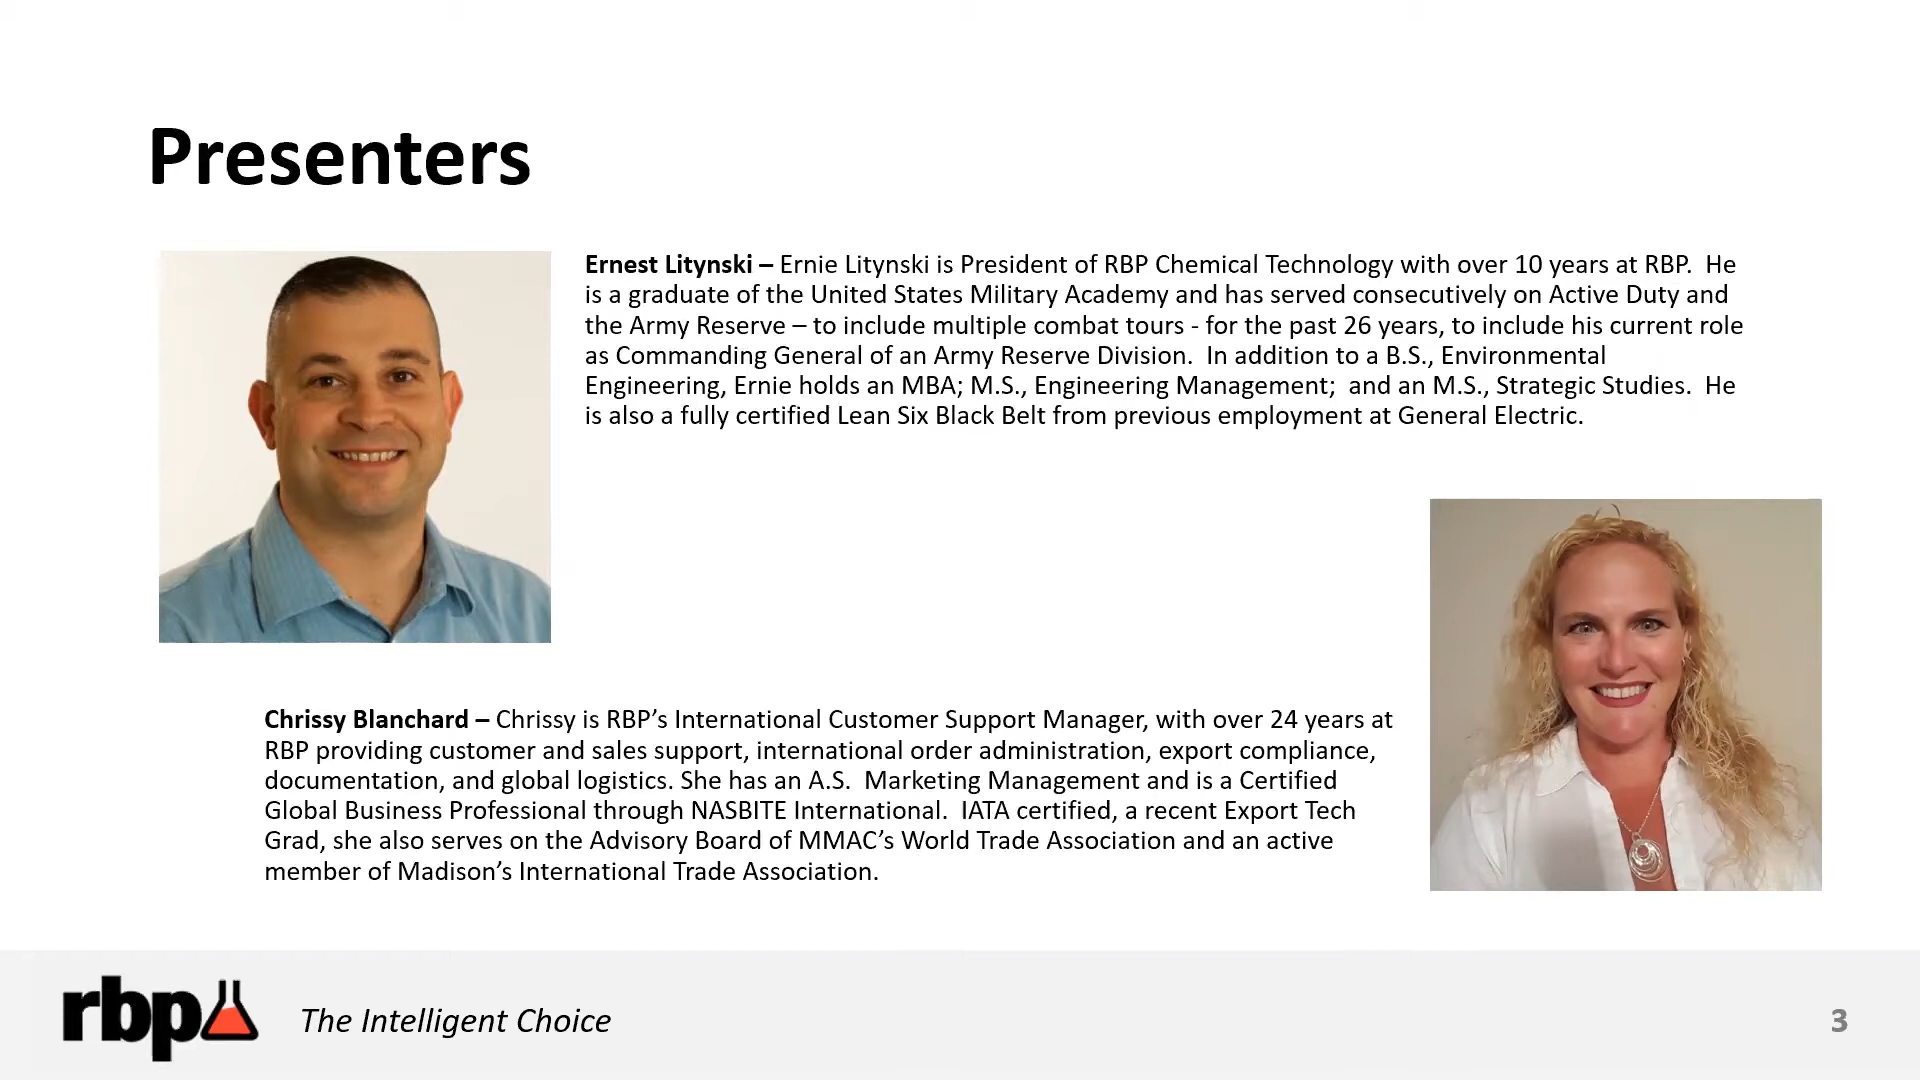 Presenters
Ernest Litynski – Ernie Litynski is President of RBP Chemical Technology with over 10 years at RBP.  He
is a graduate of the United States Military Academy and has served consecutively on Active Duty and
the Army Reserve – to include multiple combat tours - for the past 26 years, to include his current role
as Commanding General of an Army Reserve Division.  In addition to a B.S., Environmental
Engineering, Ernie holds an MBA; M.S., Engineering Management;  and an M.S., Strategic Studies.  He
is also a fully certified Lean Six Black Belt from previous employment at General Electric.
Chrissy Blanchard – Chrissy is RBP’s International Customer Support Manager, with over 24 years at
RBP providing customer and sales support, international order administration, export compliance,
documentation, and global logistics. She has an A.S.  Marketing Management and is a Certified
Global Business Professional through NASBITE International.  IATA certified, a recent Export Tech
Grad, she also serves on the Advisory Board of MMAC’s World Trade Association and an active
member of Madison’s International Trade Association.
rbp
The Intelligent Choice
3